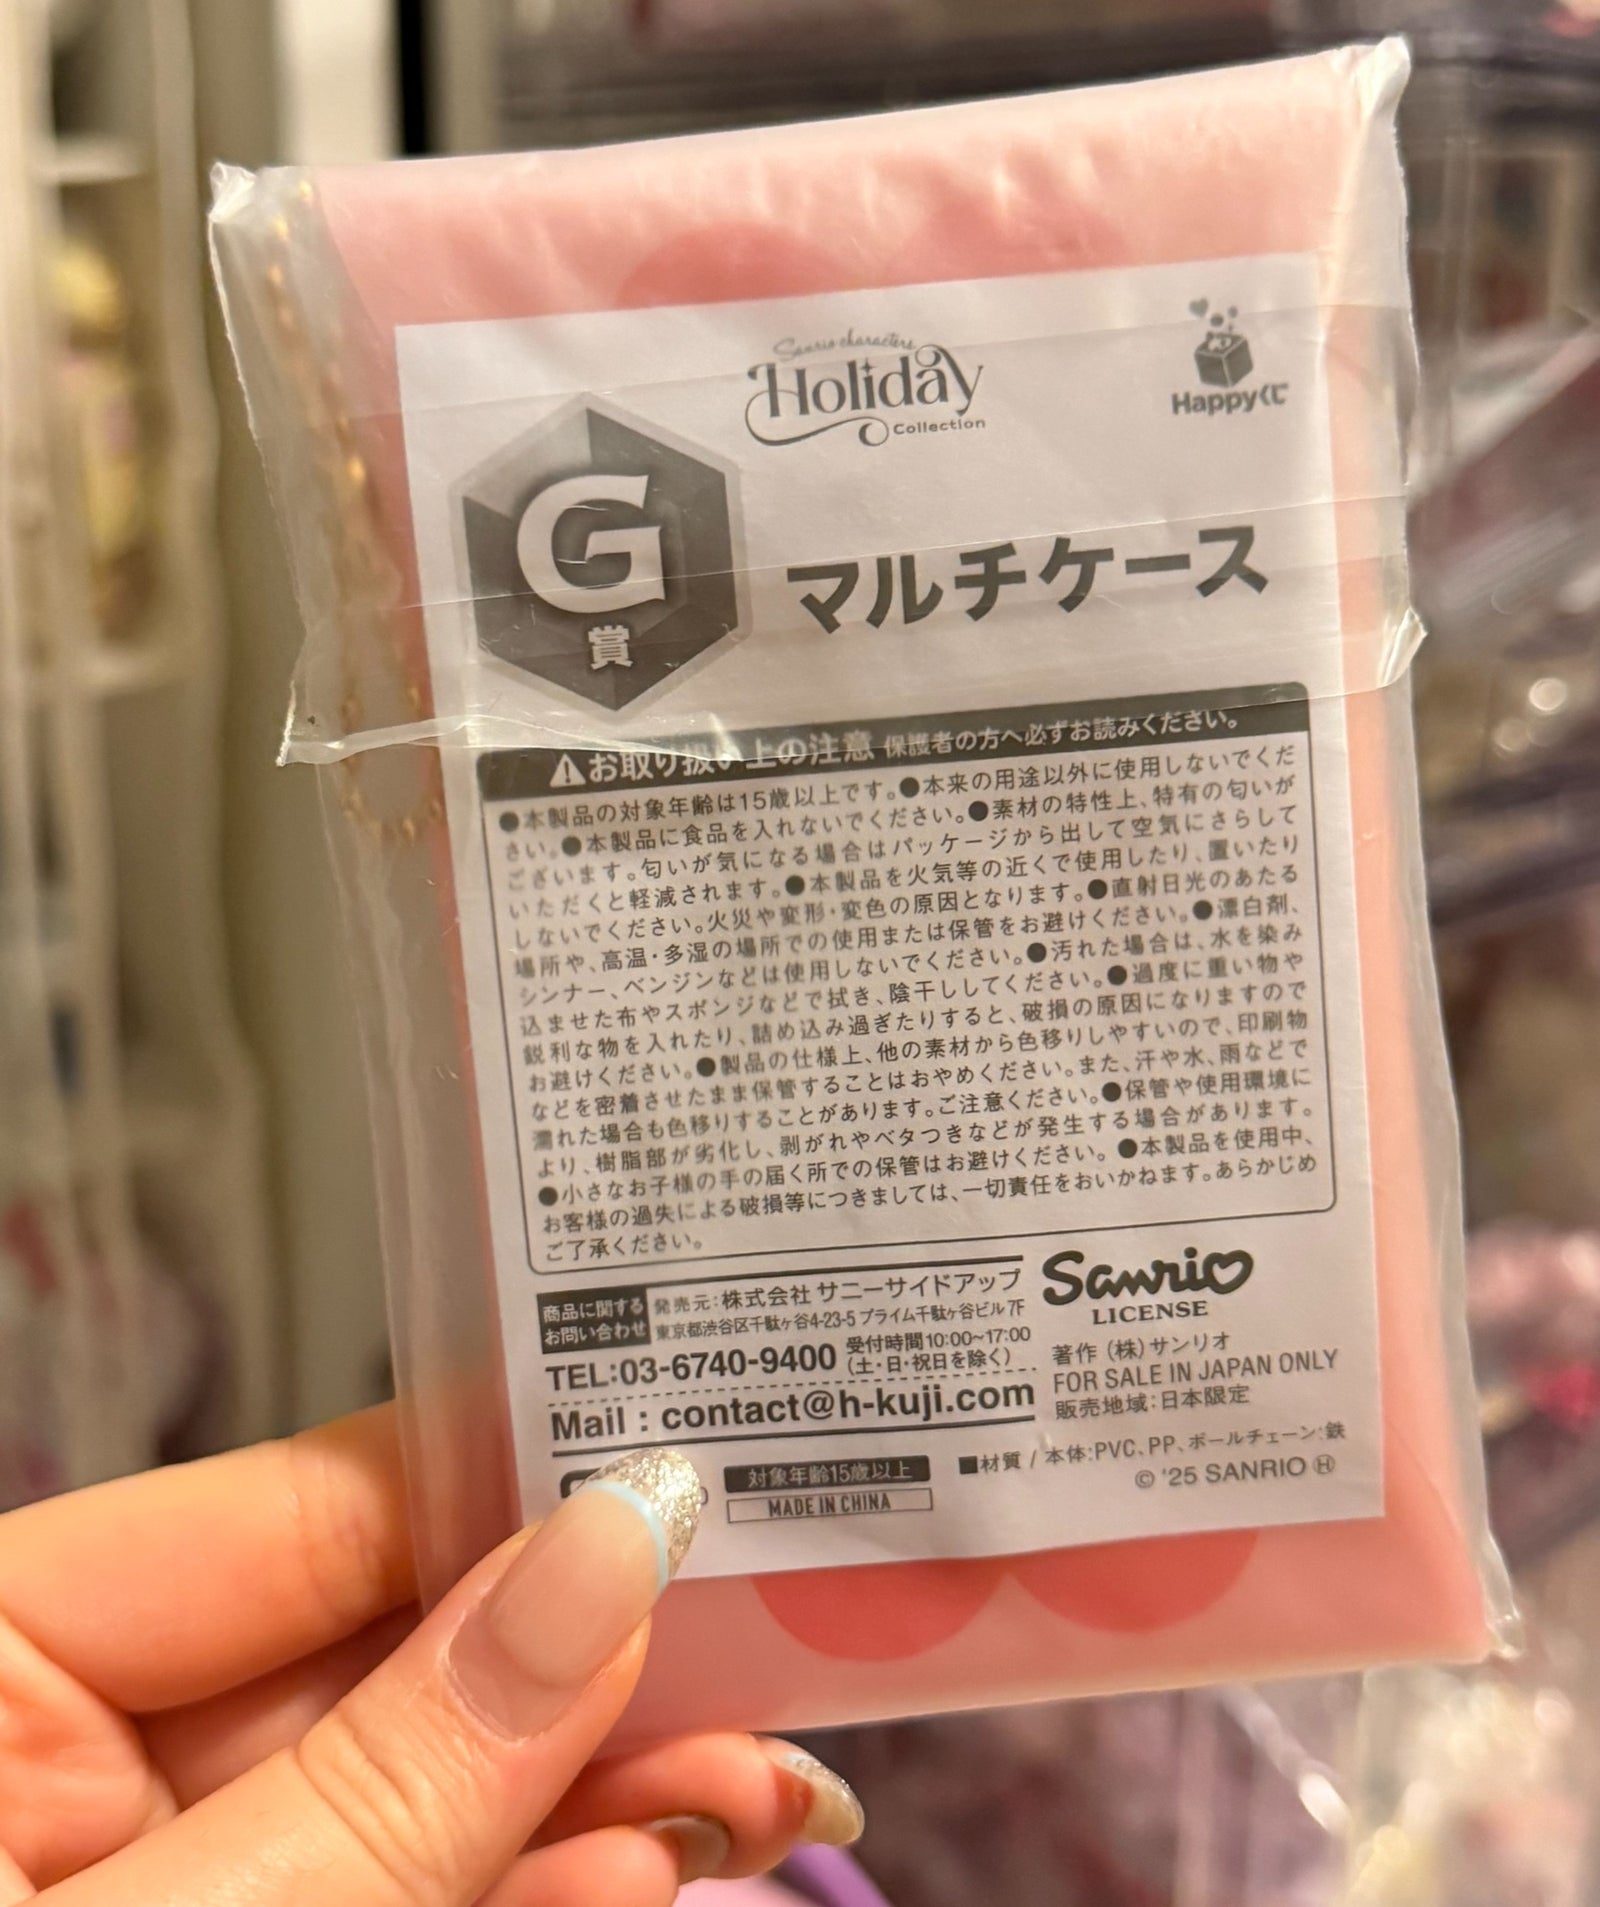 Sanrio characters
Holiday
Collection
Happyくじ
G
賞
マルチケース
お取り扱い上の注意 保護者の方へ必ずお読みください。
●本製品の対象年齢は15歳以上です。●本来の用途以外に使用しないでくだ
さい。●本製品に食品を入れないでください。●素材の特性上、特有の匂いが
ございます。匂いが気になる場合はパッケージから出して空気にさらして
いただくと軽減されます。●本製品を火気等の近くで使用したり、置いたり
しないでください。火災や変形・変色の原因となります。●直射日光のあたる
場所や、高温・多湿の場所での使用または保管をお避けください。●漂白剤、
シンナー、ベンジンなどは使用しないでください。●汚れた場合は、水を染み
込ませた布やスポンジなどで拭き、陰干ししてください。●過度に重い物や
鋭利な物を入れたり、詰め込み過ぎたりすると、破損の原因になりますので
お避けください。●製品の仕様上、他の素材から色移りしやすいので、印刷物
などを密着させたまま保管することはおやめください。また、汗や水、雨などで
濡れた場合も色移りすることがあります。ご注意ください。●保管や使用環境に
より、樹脂部が劣化し、剥がれやベタつきなどが発生する場合があります。
●小さなお子様の手の届く所での保管はお避けください。●本製品を使用中、
お客様の過失による破損等につきましては、一切責任をおいかねます。あらかじめ
ご了承ください。
商品に関する
お問い合わせ
発売元:株式会社 サニーサイドアップ
東京都渋谷区千駄ヶ谷4-23-5 プライム千駄ヶ谷ビル 7F
TEL:03-6740-9400
受付時間10:00~17:00
(土・日・祝日を除く)
Mail : contact@h-kuji.com
Sanrio
LICENSE
著作 (株)サンリオ
FOR SALE IN JAPAN ONLY
販売地域:日本限定
対象年齢15歳以上
MADE IN CHINA
■材質 / 本体:PVC、PP、ボールチェーン:鉄
© '25 SANRIO Ⓗ